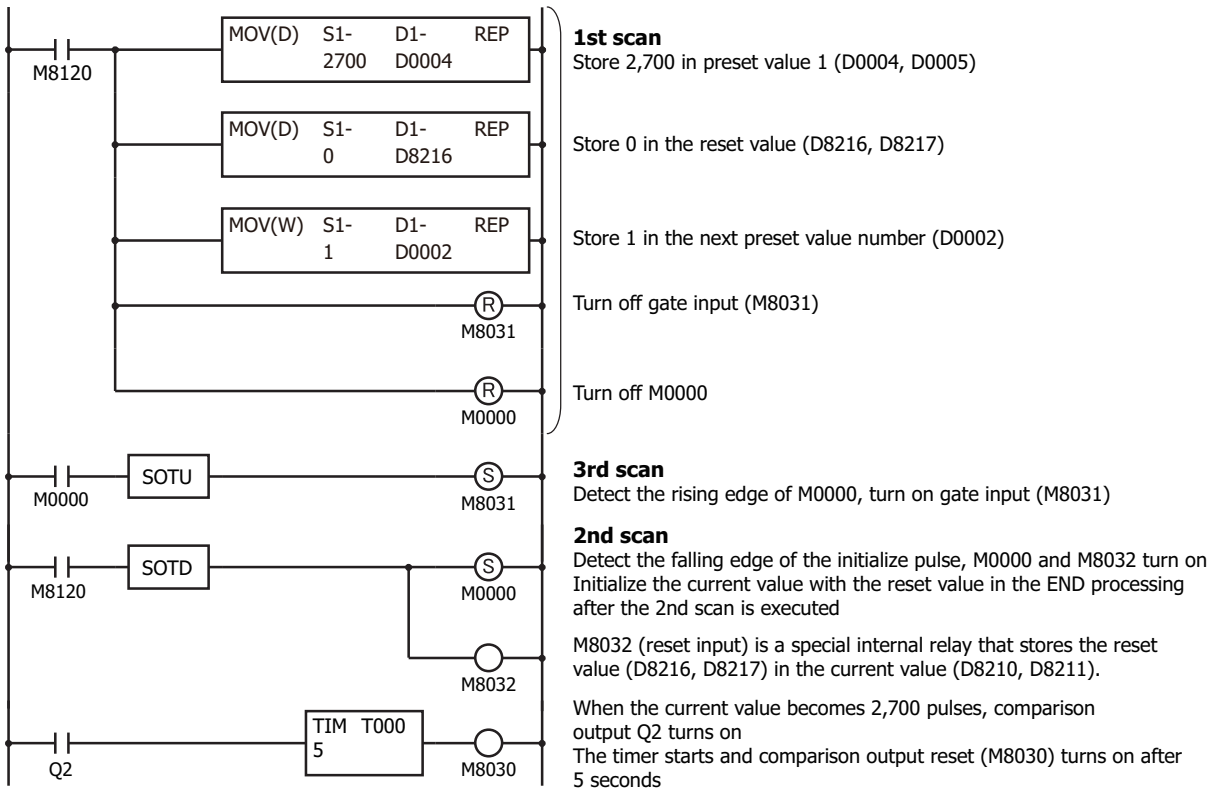 MOV(D) S1- D1- REP
2700 D0004
M8120
1st scan
Store 2,700 in preset value 1 (D0004, D0005)
MOV(D) S1- D1- REP
0 D8216
Store 0 in the reset value (D8216, D8217)
MOV(W) S1- D1- REP
1 D0002
Store 1 in the next preset value number (D0002)
R
M8031
Turn off gate input (M8031)
R
M0000
Turn off M0000
M0000
SOTU
S
M8031
3rd scan
Detect the rising edge of M0000, turn on gate input (M8031)
M8120
SOTD
S
M0000
2nd scan
Detect the falling edge of the initialize pulse, M0000 and M8032 turn on
Initialize the current value with the reset value in the END processing
after the 2nd scan is executed
M8032
M8032 (reset input) is a special internal relay that stores the reset
value (D8216, D8217) in the current value (D8210, D8211).
Q2
TIM T000
5
M8030
When the current value becomes 2,700 pulses, comparison
output Q2 turns on
The timer starts and comparison output reset (M8030) turns on after
5 seconds